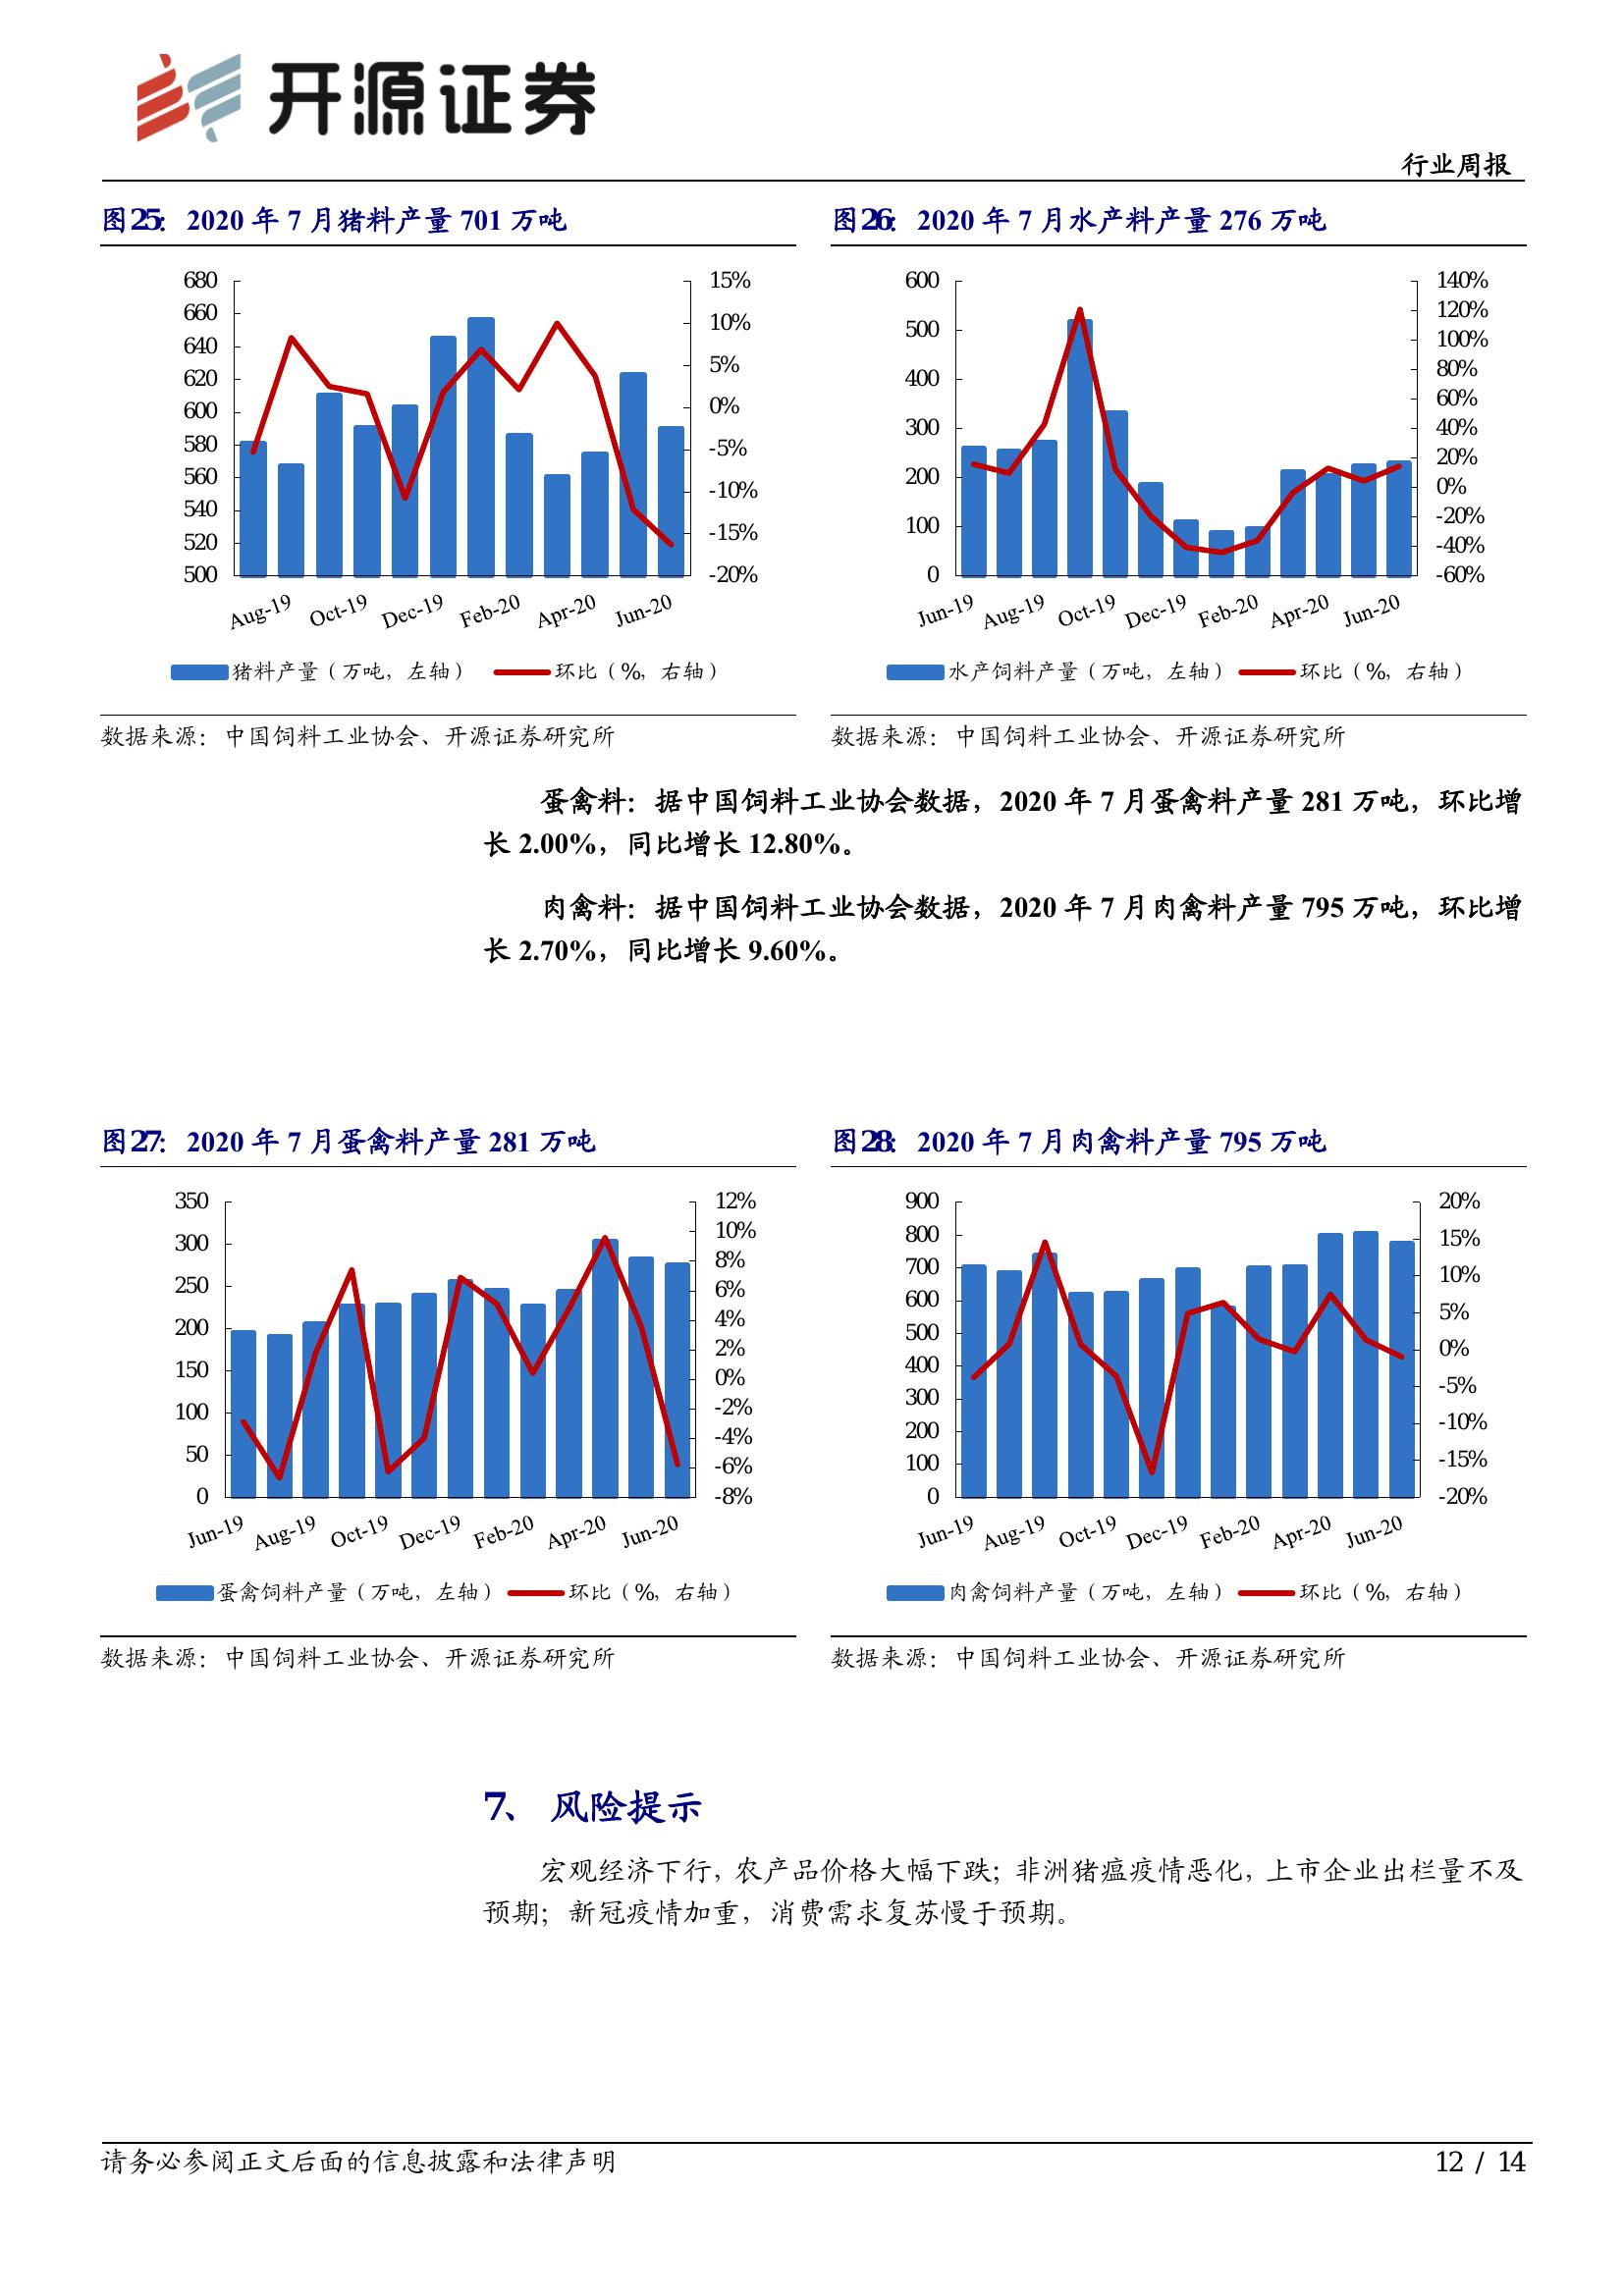 开源证券
行业周报
图25： 2020 年 7 月猪料产量 701 万吨
680
660
640
620
600
580
560
540
520
500
15%
10%
5%
0%
-5%
-10%
-15%
-20%
Aug-19 Oct-19 Dec-19 Feb-20 Apr-20 Jun-20
猪料产量（万吨，左轴） 环比（%，右轴）
数据来源：中国饲料工业协会、开源证券研究所
图26： 2020 年 7 月水产料产量 276 万吨
600
500
400
300
200
100
0
140%
120%
100%
80%
60%
40%
20%
0%
-20%
-40%
-60%
Jun-19 Aug-19 Oct-19 Dec-19 Feb-20 Apr-20 Jun-20
水产饲料产量（万吨，左轴） 环比（%，右轴）
数据来源：中国饲料工业协会、开源证券研究所
蛋禽料：据中国饲料工业协会数据，2020 年 7 月蛋禽料产量 281 万吨，环比增
长 2.00%，同比增长 12.80%。
肉禽料：据中国饲料工业协会数据，2020 年 7 月肉禽料产量 795 万吨，环比增
长 2.70%，同比增长 9.60%。
图27： 2020 年 7 月蛋禽料产量 281 万吨
350
300
250
200
150
100
50
0
12%
10%
8%
6%
4%
2%
0%
-2%
-4%
-6%
-8%
Jun-19 Aug-19 Oct-19 Dec-19 Feb-20 Apr-20 Jun-20
蛋禽饲料产量（万吨，左轴） 环比（%，右轴）
数据来源：中国饲料工业协会、开源证券研究所
图28： 2020 年 7 月肉禽料产量 795 万吨
900
800
700
600
500
400
300
200
100
0
20%
15%
10%
5%
0%
-5%
-10%
-15%
-20%
Jun-19 Aug-19 Oct-19 Dec-19 Feb-20 Apr-20 Jun-20
肉禽饲料产量（万吨，左轴） 环比（%，右轴）
数据来源：中国饲料工业协会、开源证券研究所
7、 风险提示
宏观经济下行，农产品价格大幅下跌；非洲猪瘟疫情恶化，上市企业出栏量不及
预期；新冠疫情加重，消费需求复苏慢于预期。
请务必参阅正文后面的信息披露和法律声明
12 / 14